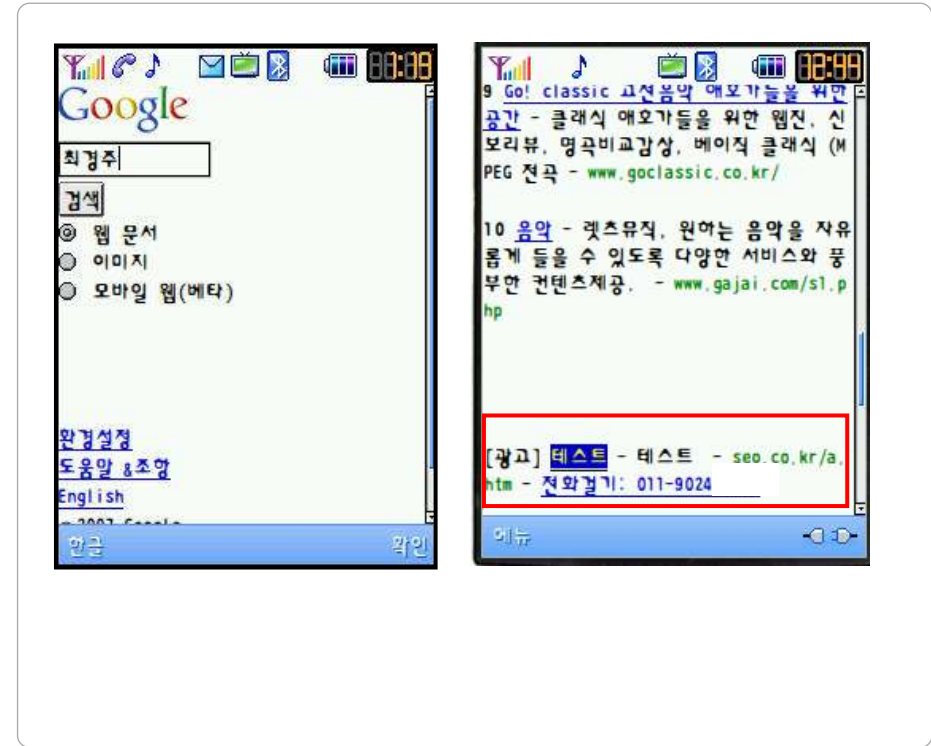 Google
최경주
검색
웹 문서
이미지
모바일 웹(베타)
환경설정
도움말 &조항
English
한글
확인
9 Go! classic 고전음악 애호가들을 위한
공간 - 클래식 애호가들을 위한 웹진, 신
보리뷰, 명곡비교감상, 베이직 클래식 (M
PEG 전곡 - www.goclassic.co.kr/
10 음악 - 렛츠뮤직, 원하는 음악을 자유
롭게 들을 수 있도록 다양한 서비스와 풍
부한 컨텐츠제공. - www.gajai.com/s1.p
hp
[광고] 테스트 - 테스트 - seo.co.kr/a.
htm - 전화걸기: 011-9024
메뉴